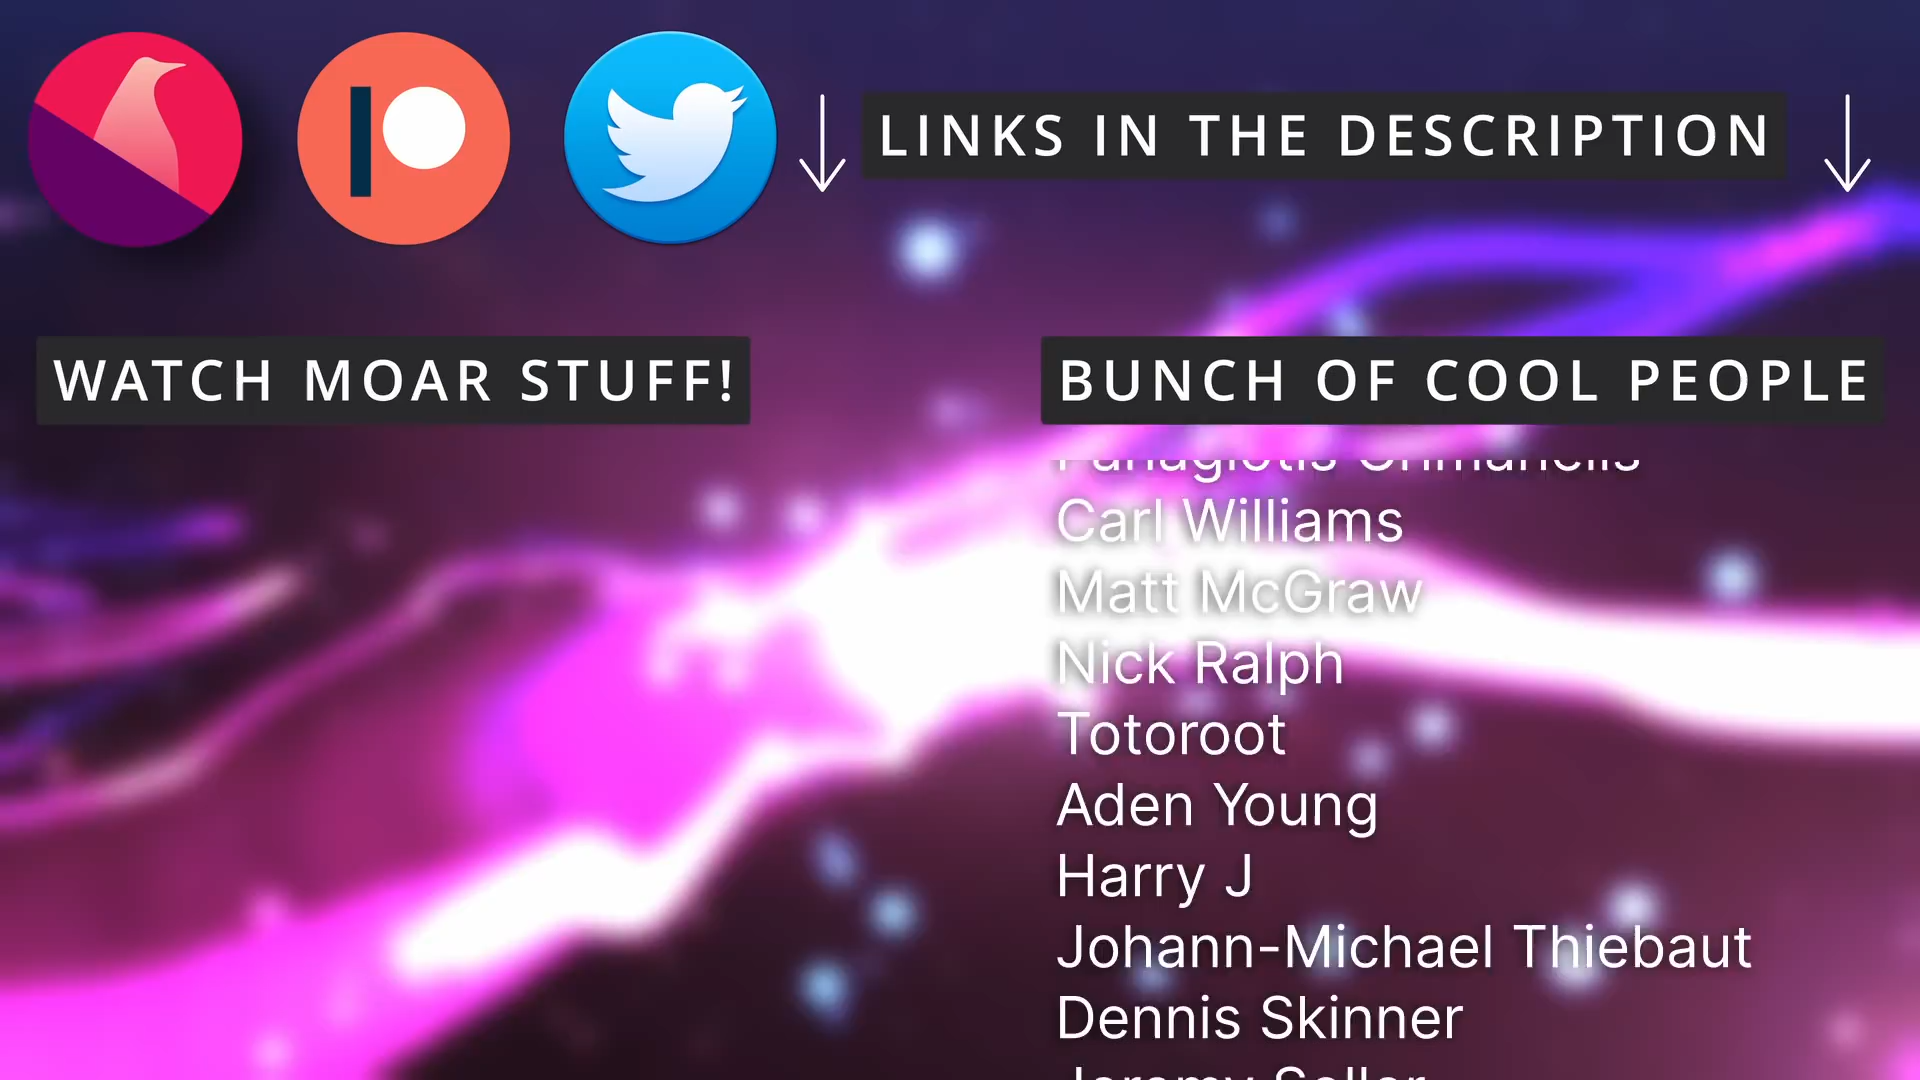 LINKS IN THE DESCRIPTION
WATCH MOAR STUFF!
BUNCH OF COOL PEOPLE
Carl Williams
Matt McGraw
Nick Ralph
Totoroot
Aden Young
Harry J
Johann-Michael Thiebaut
Dennis Skinner